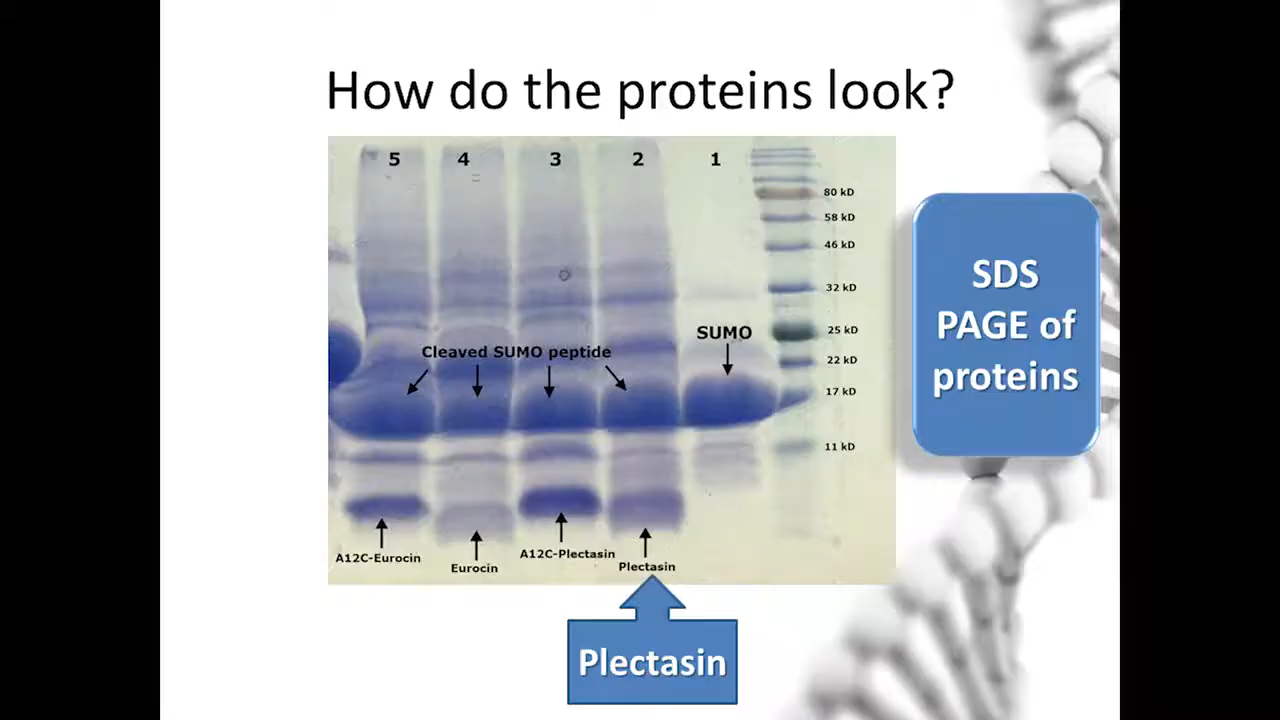 How do the proteins look?
5 4 3 2 1
80 kD
58 kD
46 kD
32 kD
25 kD
22 kD
17 kD
11 kD
SUMO
Cleaved SUMO peptide
A12C-Eurocin
Eurocin
A12C-Plectasin
Plectasin
Plectasin
SDS
PAGE of
proteins